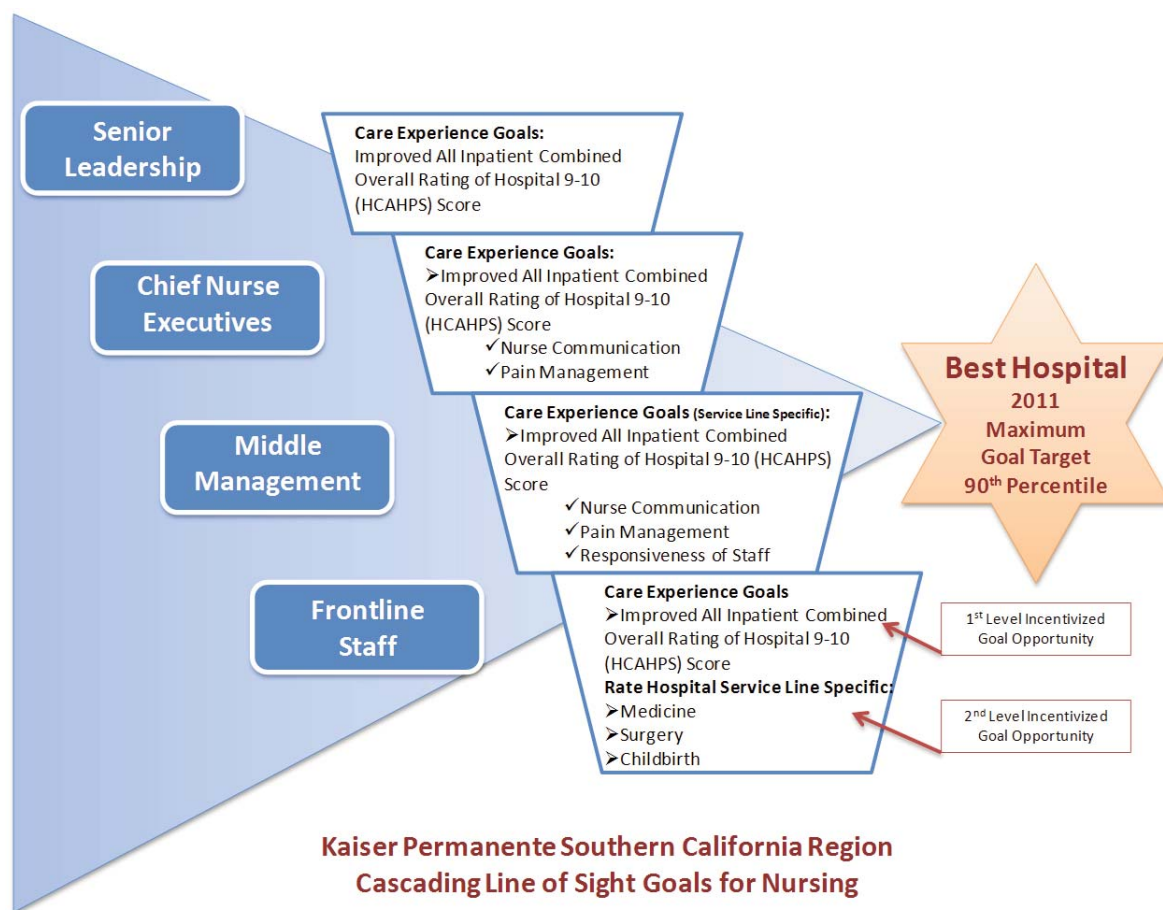 Senior
Leadership
Care Experience Goals:
Improved All Inpatient Combined
Overall Rating of Hospital 9-10
(HCAHPS) Score
Chief Nurse
Executives
Care Experience Goals:
➢Improved All Inpatient Combined
Overall Rating of Hospital 9-10
(HCAHPS) Score
✓Nurse Communication
✓Pain Management
Middle
Management
Care Experience Goals (Service Line Specific):
➢Improved All Inpatient Combined
Overall Rating of Hospital 9-10 (HCAHPS)
Score
✓Nurse Communication
✓Pain Management
✓Responsiveness of Staff
Frontline
Staff
Care Experience Goals
➢Improved All Inpatient Combined
Overall Rating of Hospital 9-10
(HCAHPS) Score
Rate Hospital Service Line Specific:
➢Medicine
➢Surgery
➢Childbirth
Best Hospital
2011
Maximum
Goal Target
90th Percentile
1st Level Incentivized
Goal Opportunity
2nd Level Incentivized
Goal Opportunity
Kaiser Permanente Southern California Region
Cascading Line of Sight Goals for Nursing